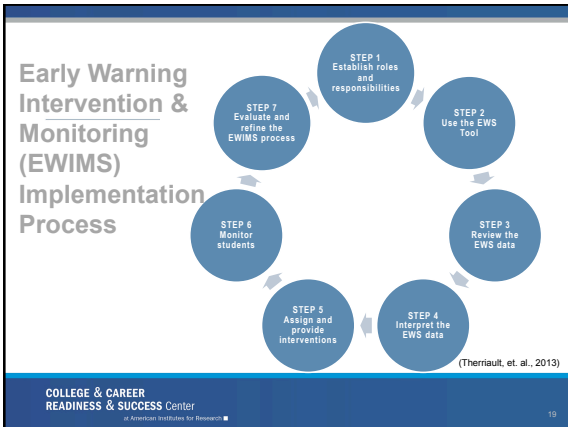 Early Warning
Intervention &
Monitoring
(EWIMS)
Implementation
Process
STEP 1
Establish roles
and
responsibilities
STEP 2
Use the EWS
Tool
STEP 3
Review the
EWS data
STEP 4
Interpret the
EWS data
STEP 5
Assign and
provide
interventions
STEP 6
Monitor
students
STEP 7
Evaluate and
refine the
EWIMS process
(Therriault, et. al., 2013)
COLLEGE & CAREER
READINESS & SUCCESS Center
at American Institutes for Research
19